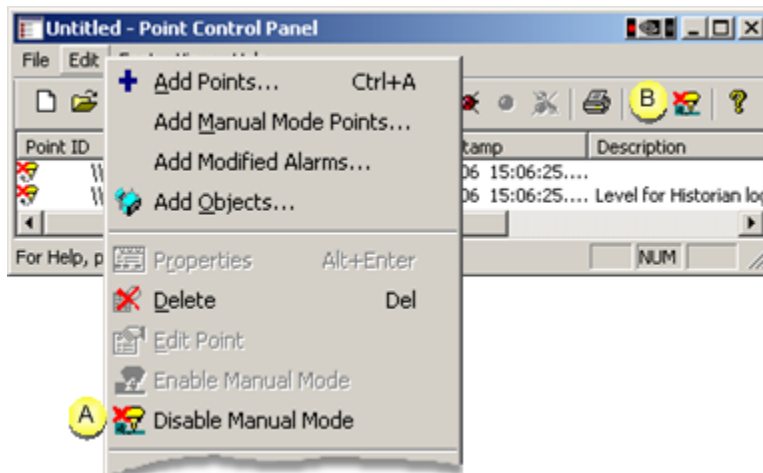 Untitled - Point Control Panel
File Edit
Add Points... Ctrl+A
Add Manual Mode Points...
Add Modified Alarms...
Add Objects...
Properties Alt+Enter
Delete Del
Edit Point
Enable Manual Mode
A Disable Manual Mode
B
Point ID Description
06 15:06:25....
06 15:06:25.... Level for Historian log
For Help, p NUM